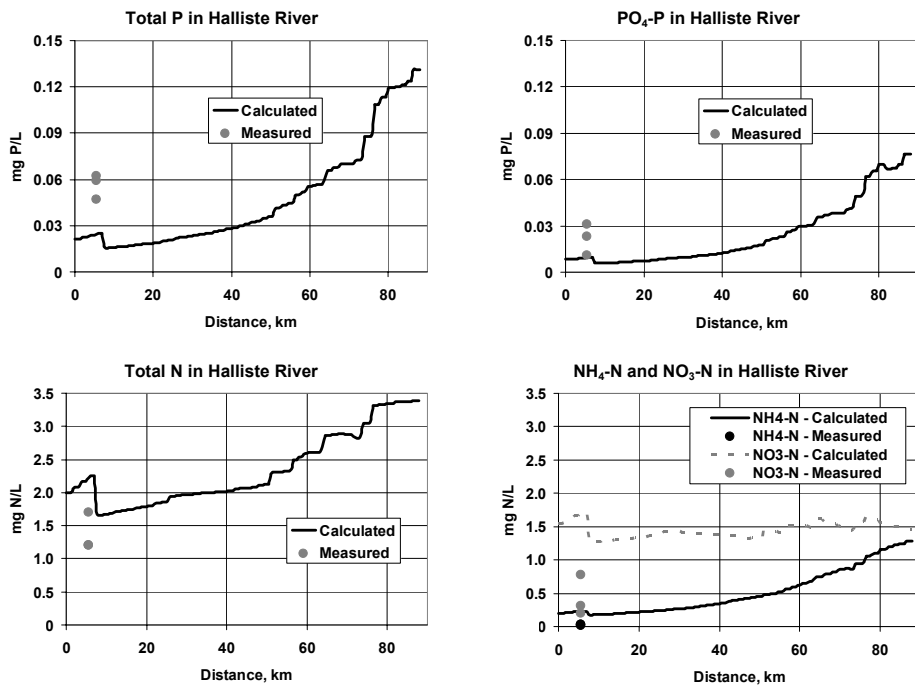 Total P in Halliste River
0.15
0.12
0.09
0.06
0.03
0
mg P/L
Calculated
Measured
0 20 40 60 80
Distance, km
PO₄-P in Halliste River
0.15
0.12
0.09
0.06
0.03
0
mg P/L
Calculated
Measured
0 20 40 60 80
Distance, km
Total N in Halliste River
3.5
3.0
2.5
2.0
1.5
1.0
0.5
0
mg N/L
Calculated
Measured
0 20 40 60 80
Distance, km
NH₄-N and NO₃-N in Halliste River
3.5
3.0
2.5
2.0
1.5
1.0
0.5
0
mg N/L
NH4-N - Calculated
NH4-N - Measured
NO3-N - Calculated
NO3-N - Measured
0 20 40 60 80
Distance, km